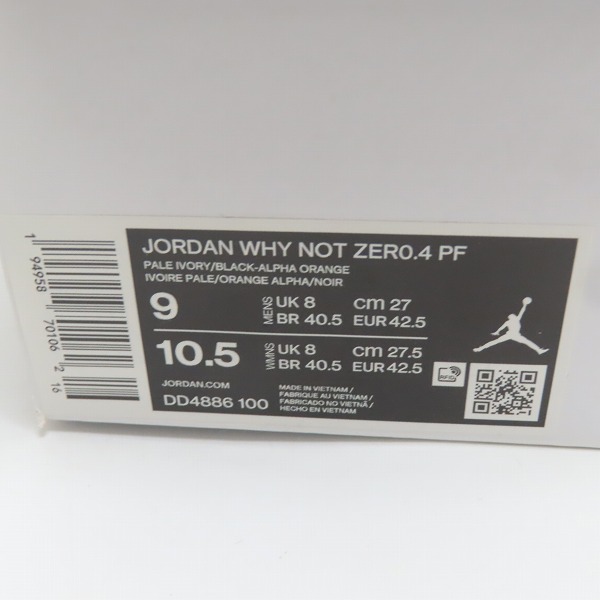 JORDAN WHY NOT ZER0.4 PF
PALE IVORY/BLACK-ALPHA ORANGE
IVOIRE PALE/ORANGE ALPHA/NOIR
9 MENS UK 8 CM 27
BR 40.5 EUR 42.5
10.5 WMNS UK 8 CM 27.5
BR 40.5 EUR 42.5
JORDAN.COM
DD4886 100
MADE IN VIETNAM /
FABRIQUE AU VIETNAM /
FABRICADO NO VIETNÃ /
HECHO EN VIETNAM
RFID
1 94958 70106 2 16